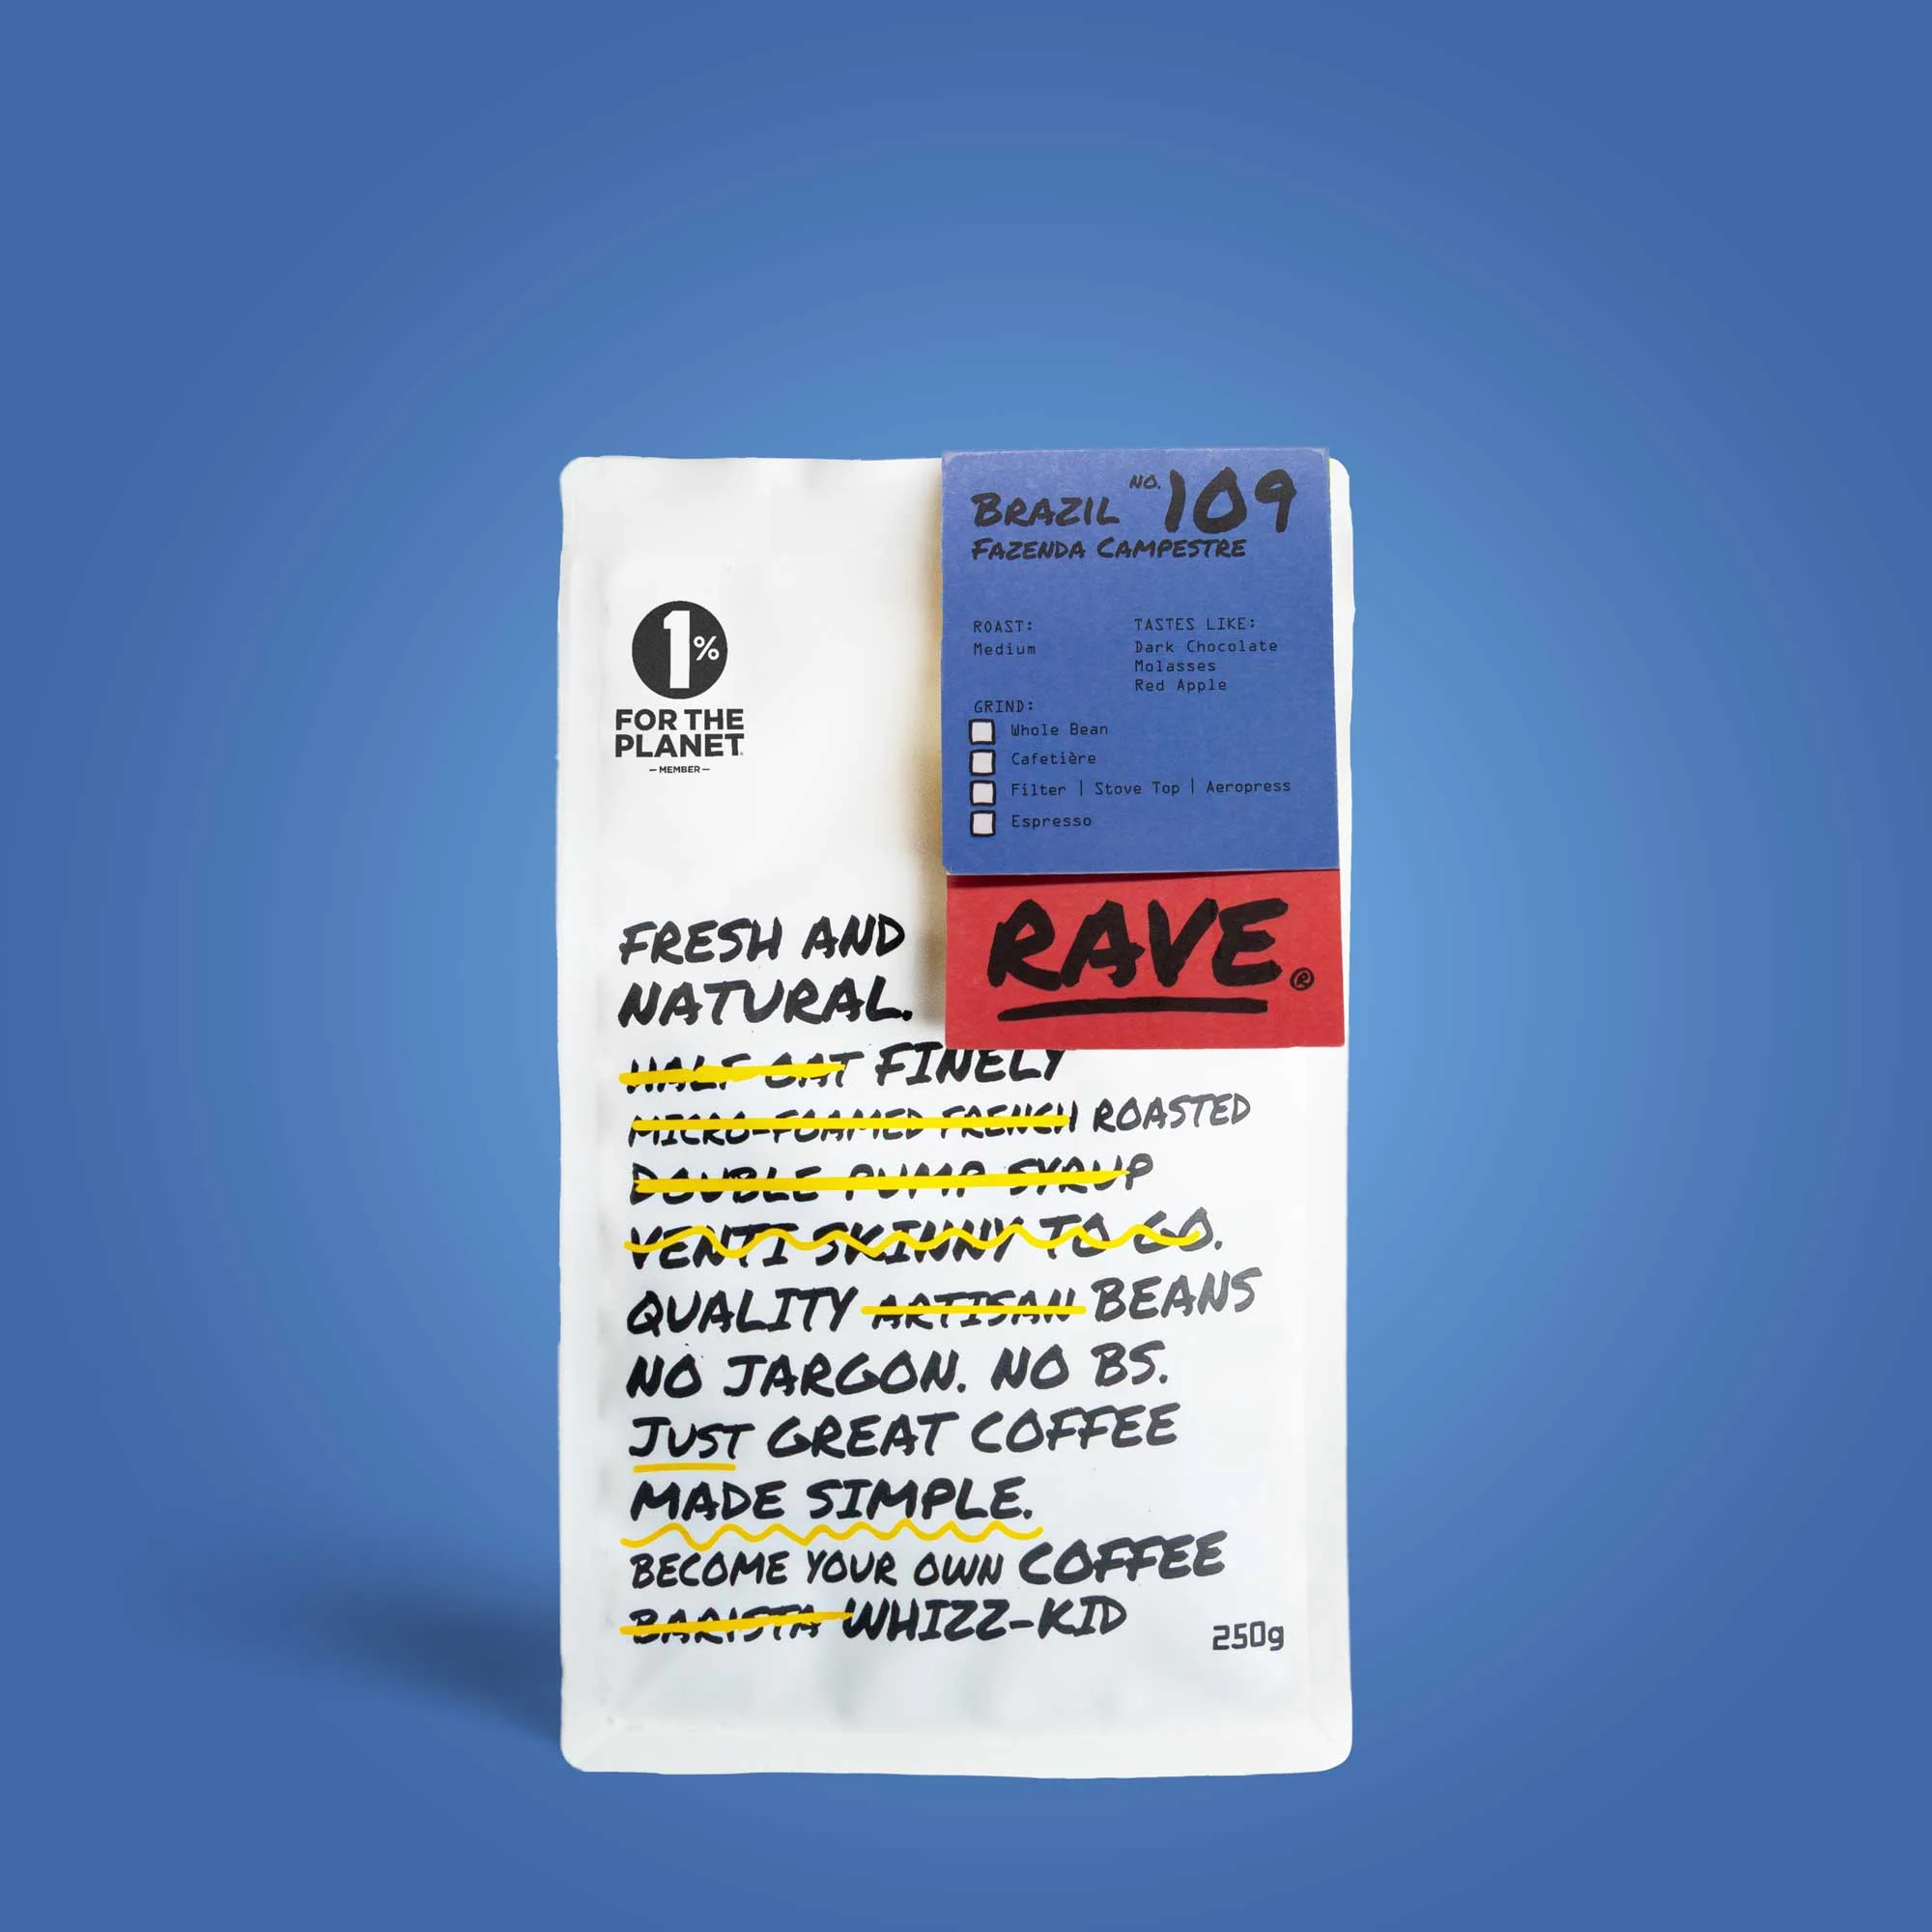 BRAZIL NO. 109
FAZENDA CAMPESTRE
ROAST:
Medium
TASTES LIKE:
Dark Chocolate
Molasses
Red Apple
GRIND:
Whole Bean
Cafetière
Filter | Stove Top | Aeropress
Espresso
RAVE.®
1%
FOR THE
PLANET
— MEMBER —
FRESH AND
NATURAL.
HALF OAT FINELY
MICRO-FOAMED FRENCH ROASTED
DOUBLE PUMP SYRUP
VENTI SKINNY TO GO.
QUALITY ARTISAN BEANS
NO JARGON. NO BS.
JUST GREAT COFFEE
MADE SIMPLE.
BECOME YOUR OWN COFFEE
BARISTA WHIZZ-KID
250g